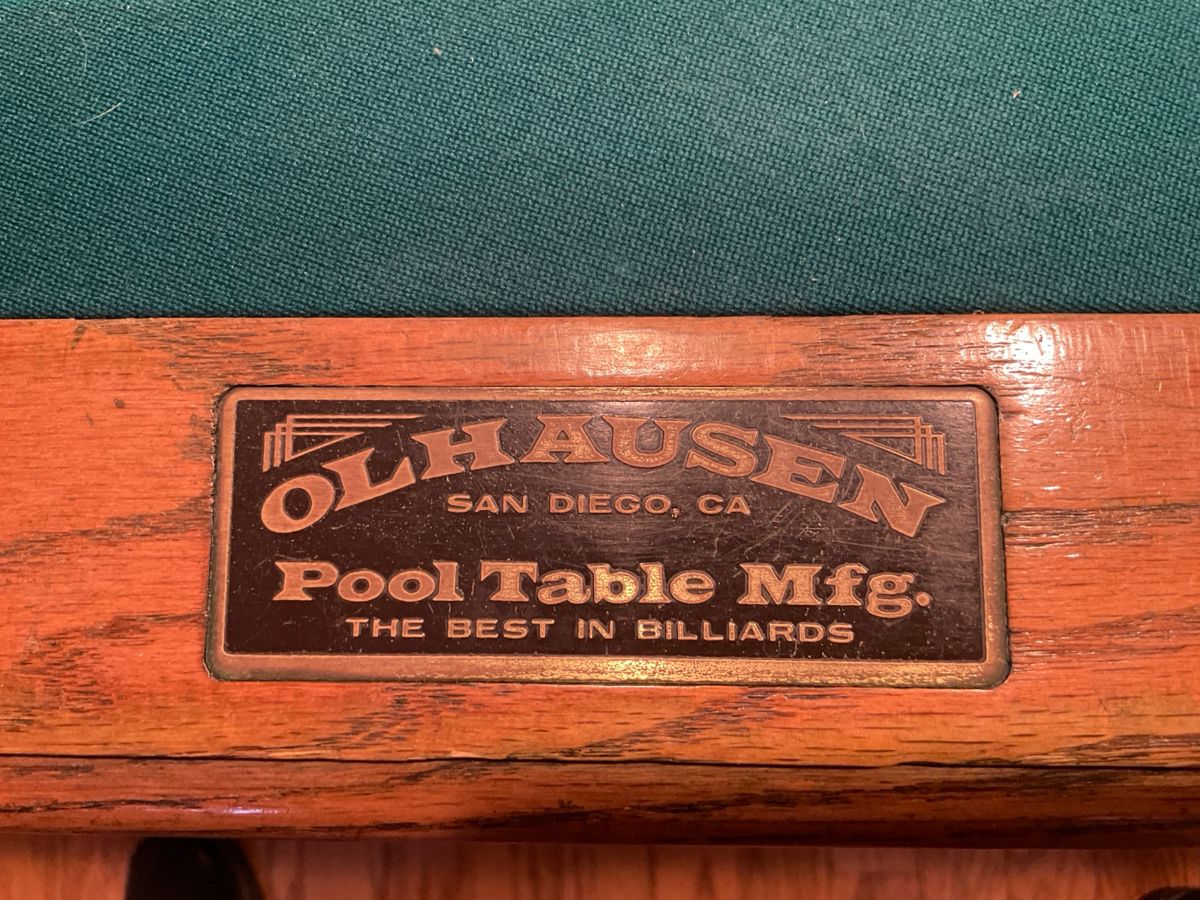 OLHAUSEN
SAN DIEGO, CA
Pool Table Mfg.
THE BEST IN BILLIARDS